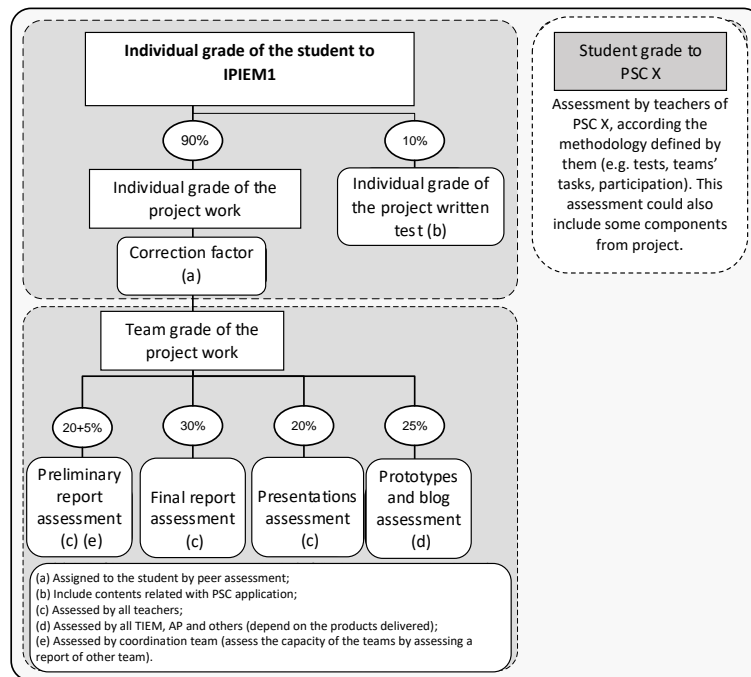 Individual grade of the student to
IPIEM1
90%
10%
Individual grade of the
project work
Individual grade of
the project written
test (b)
Correction factor
(a)
Team grade of the
project work
20+5%
30%
20%
25%
Preliminary
report
assessment
(c) (e)
Final report
assessment
(c)
Presentations
assessment
(c)
Prototypes
and blog
assessment
(d)
(a) Assigned to the student by peer assessment;
(b) Include contents related with PSC application;
(c) Assessed by all teachers;
(d) Assessed by all TIEM, AP and others (depend on the products delivered);
(e) Assessed by coordination team (assess the capacity of the teams by assessing a
report of other team).
Student grade to
PSC X
Assessment by teachers of
PSC X, according the
methodology defined by
them (e.g. tests, teams’
tasks, participation). This
assessment could also
include some components
from project.